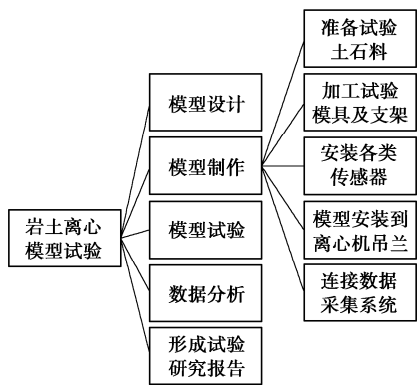 岩土离心
模型试验
模型设计
模型制作
模型试验
数据分析
形成试验
研究报告
准备试验
土石料
加工试验
模具及支架
安装各类
传感器
模型安装到
离心机吊兰
连接数据
采集系统